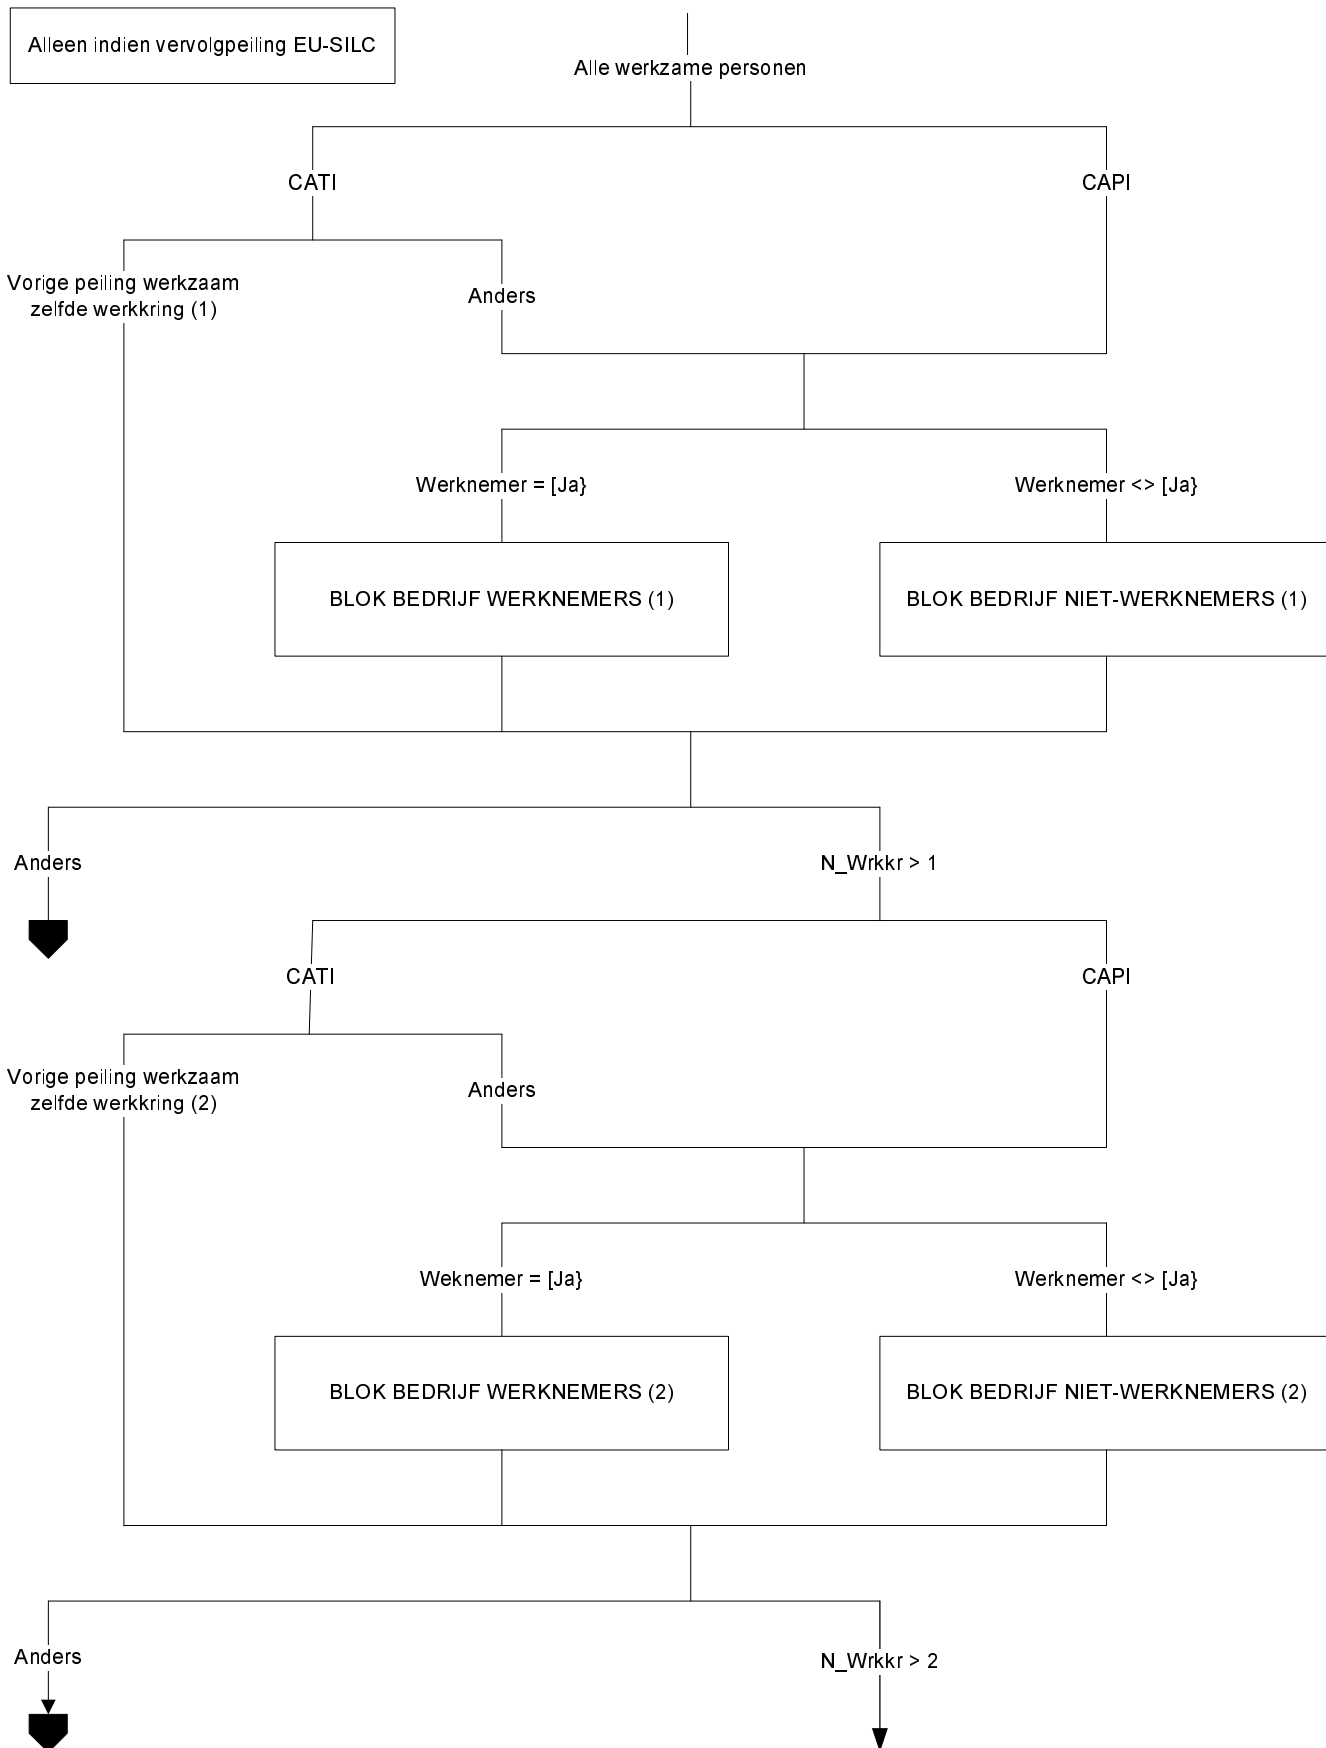 Alleen indien vervolgpeiling EU-SILC
Alle werkzame personen
CATI
CAPI
Vorige peiling werkzaam
zelfde werkkring (1)
Anders
Werknemer = [Ja}
Werknemer <> [Ja}
BLOK BEDRIJF WERKNEMERS (1)
BLOK BEDRIJF NIET-WERKNEMERS (1)
Anders
N_Wrkkr > 1
CATI
CAPI
Vorige peiling werkzaam
zelfde werkkring (2)
Anders
Weknemer = [Ja}
Werknemer <> [Ja}
BLOK BEDRIJF WERKNEMERS (2)
BLOK BEDRIJF NIET-WERKNEMERS (2)
Anders
N_Wrkkr > 2